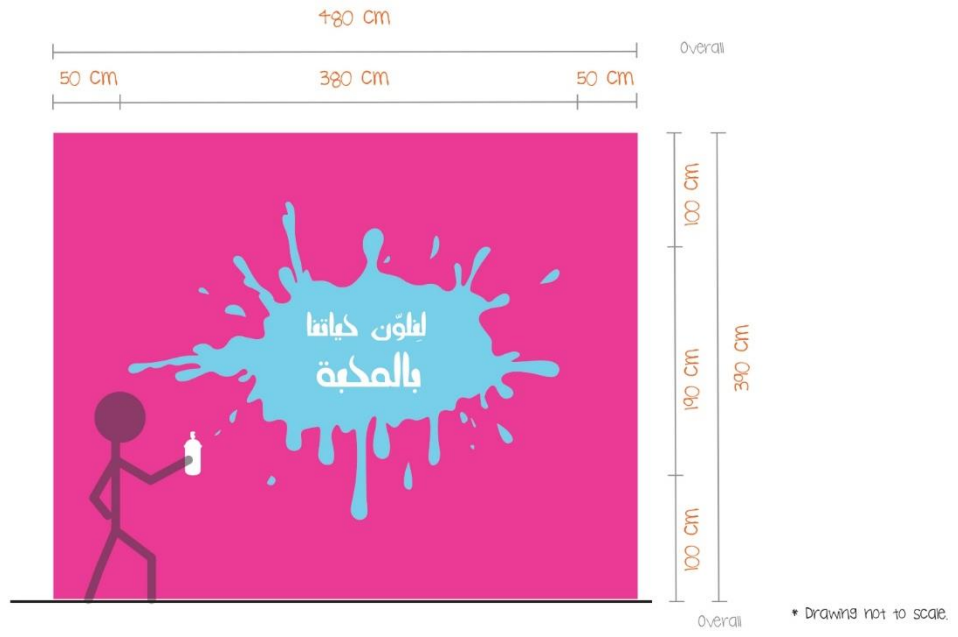 480 cm
Overall
50 cm 380 cm 50 cm
100 cm
لِنلوّن حياتنا
بالمحبة
190 cm
390 cm
100 cm
Overall
* Drawing not to scale.